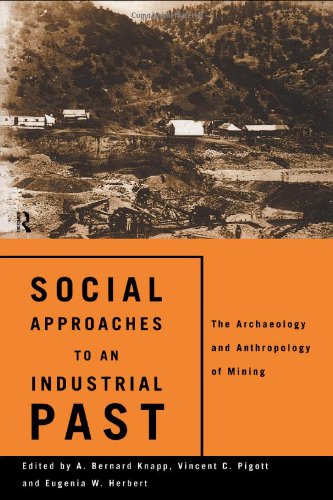 R
SOCIAL
APPROACHES
TO AN
INDUSTRIAL
PAST
The Archaeology
and Anthropology
of Mining
Edited by A. Bernard Knapp, Vincent C. Pigott
and Eugenia W. Herbert